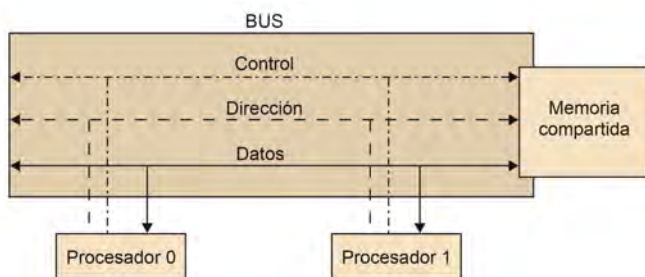 BUS
Control
Dirección
Datos
Memoria
compartida
Procesador 0
Procesador 1